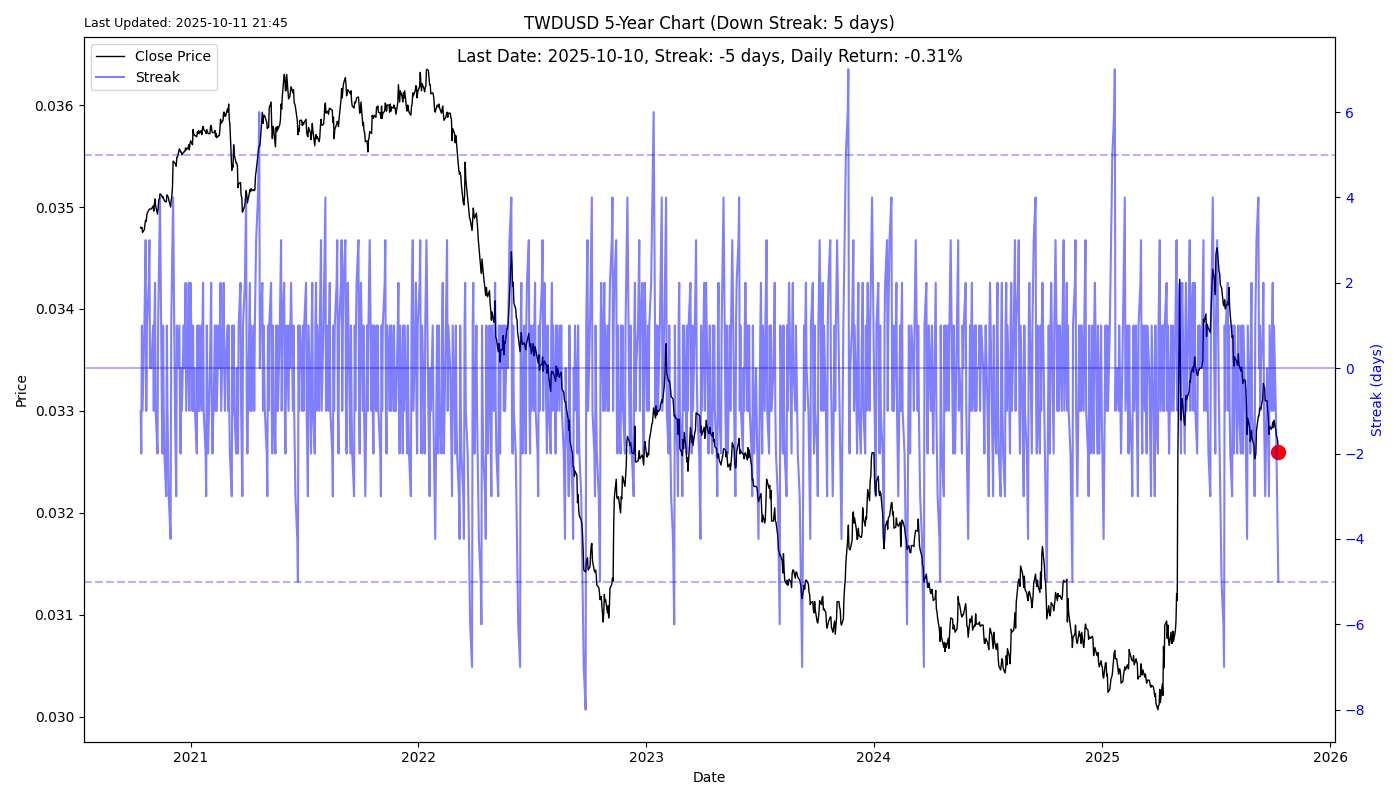 Last Updated: 2025-10-11 21:45
TWDUSD 5-Year Chart (Down Streak: 5 days)
Last Date: 2025-10-10, Streak: -5 days, Daily Return: -0.31%
Close Price
Streak
Price
0.036
0.035
0.034
0.033
0.032
0.031
0.030
6
4
2
0
−2
−4
−6
−8
Streak (days)
2021
2022
2023
2024
2025
2026
Date